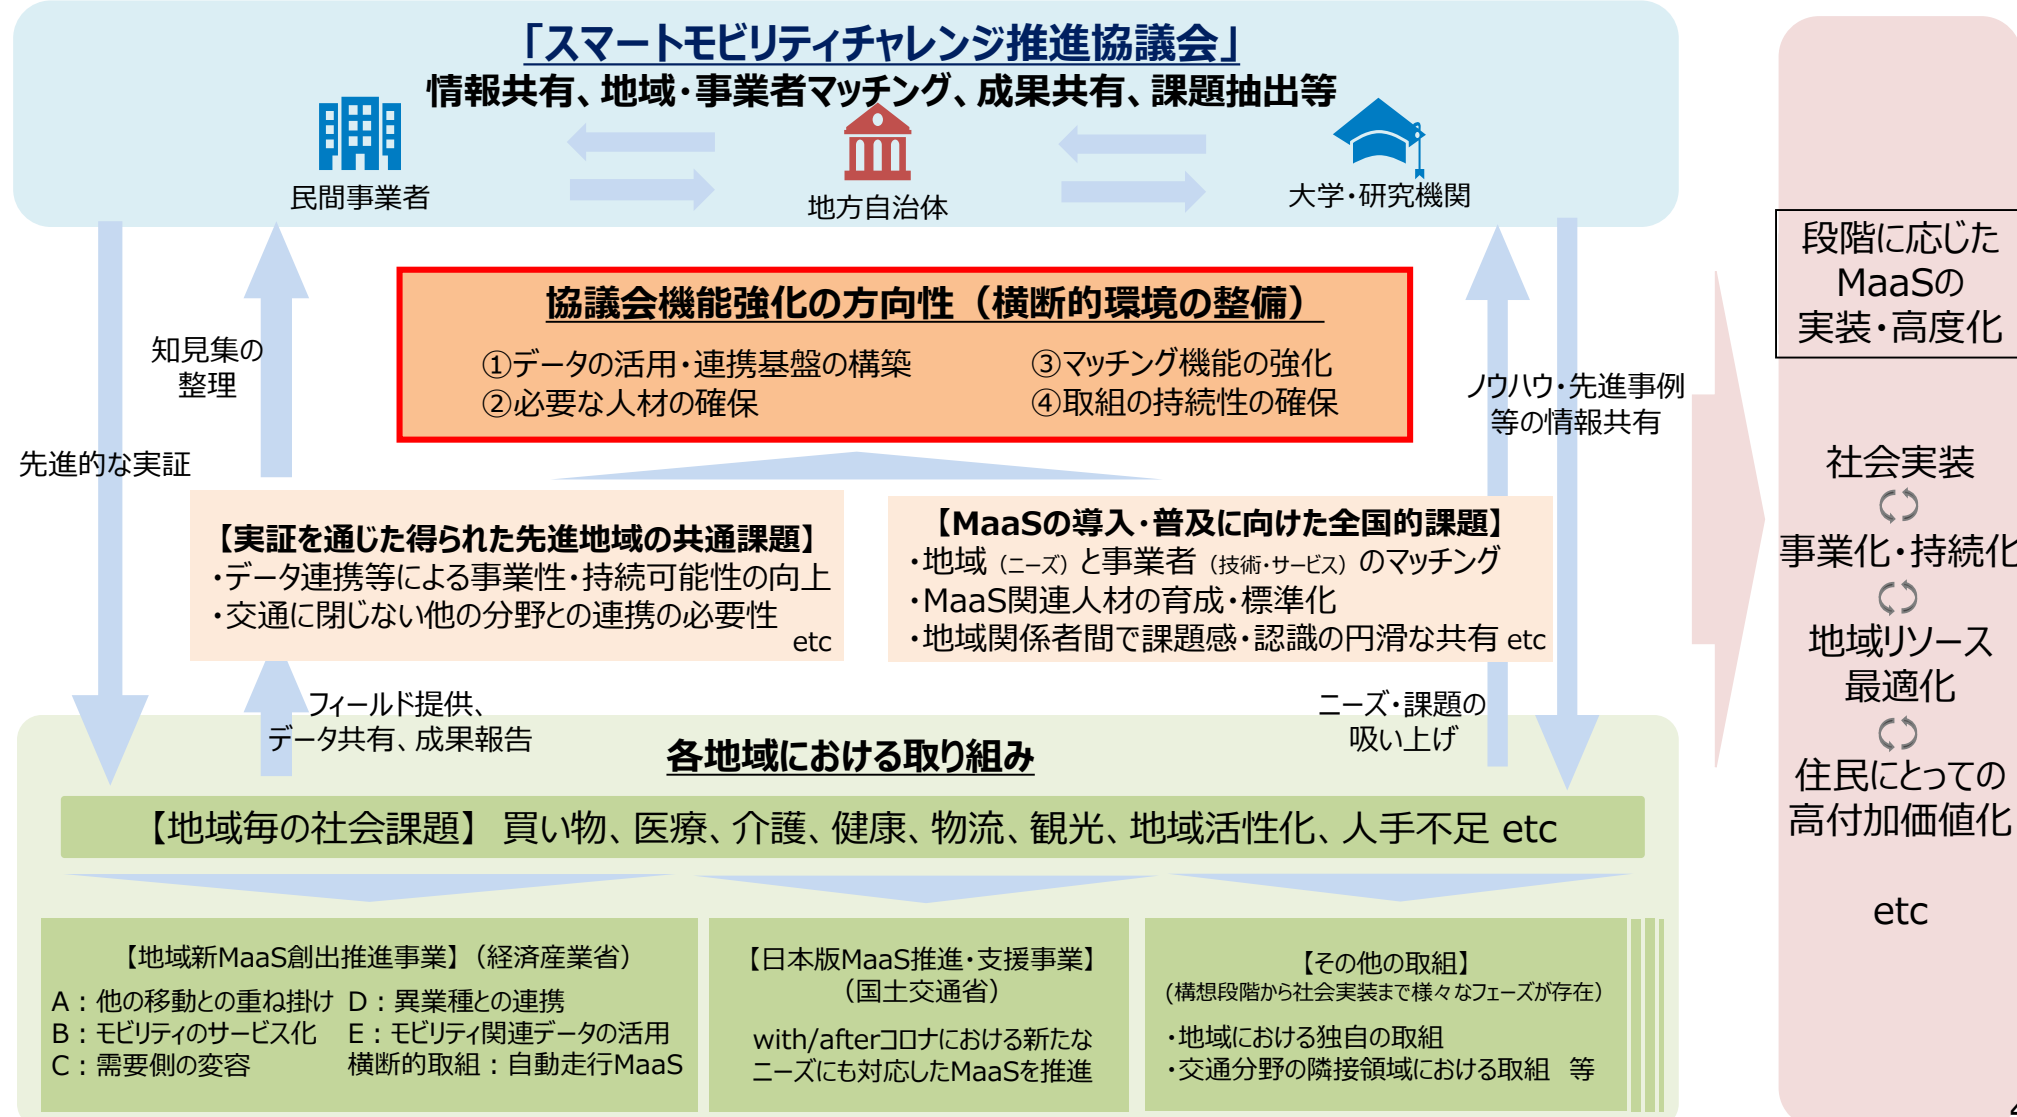 「スマートモビリティチャレンジ推進協議会」
情報共有、地域・事業者マッチング、成果共有、課題抽出等
民間事業者
地方自治体
大学・研究機関
協議会機能強化の方向性（横断的環境の整備）
①データの活用・連携基盤の構築
②必要な人材の確保
③マッチング機能の強化
④取組の持続性の確保
知見集の
整理
先進的な実証
ノウハウ・先進事例
等の情報共有
【実証を通じた得られた先進地域の共通課題】
・データ連携等による事業性・持続可能性の向上
・交通に閉じない他の分野との連携の必要性
etc
【MaaSの導入・普及に向けた全国的課題】
・地域（ニーズ）と事業者（技術・サービス）のマッチング
・MaaS関連人材の育成・標準化
・地域関係者間で課題感・認識の円滑な共有 etc
フィールド提供、
データ共有、成果報告
ニーズ・課題の
吸い上げ
各地域における取り組み
【地域毎の社会課題】 買い物、医療、介護、健康、物流、観光、地域活性化、人手不足 etc
【地域新MaaS創出推進事業】（経済産業省）
A：他の移動との重ね掛け
B：モビリティのサービス化
C：需要側の変容
D：異業種との連携
E：モビリティ関連データの活用
横断的取組：自動走行MaaS
【日本版MaaS推進・支援事業】
（国土交通省）
with/afterコロナにおける新たな
ニーズにも対応したMaaSを推進
【その他の取組】
（構想段階から社会実装まで様々なフェーズが存在）
・地域における独自の取組
・交通分野の隣接領域における取組　等
段階に応じた
MaaSの
実装・高度化
社会実装
事業化・持続化
地域リソース
最適化
住民にとっての
高付加価値化
etc